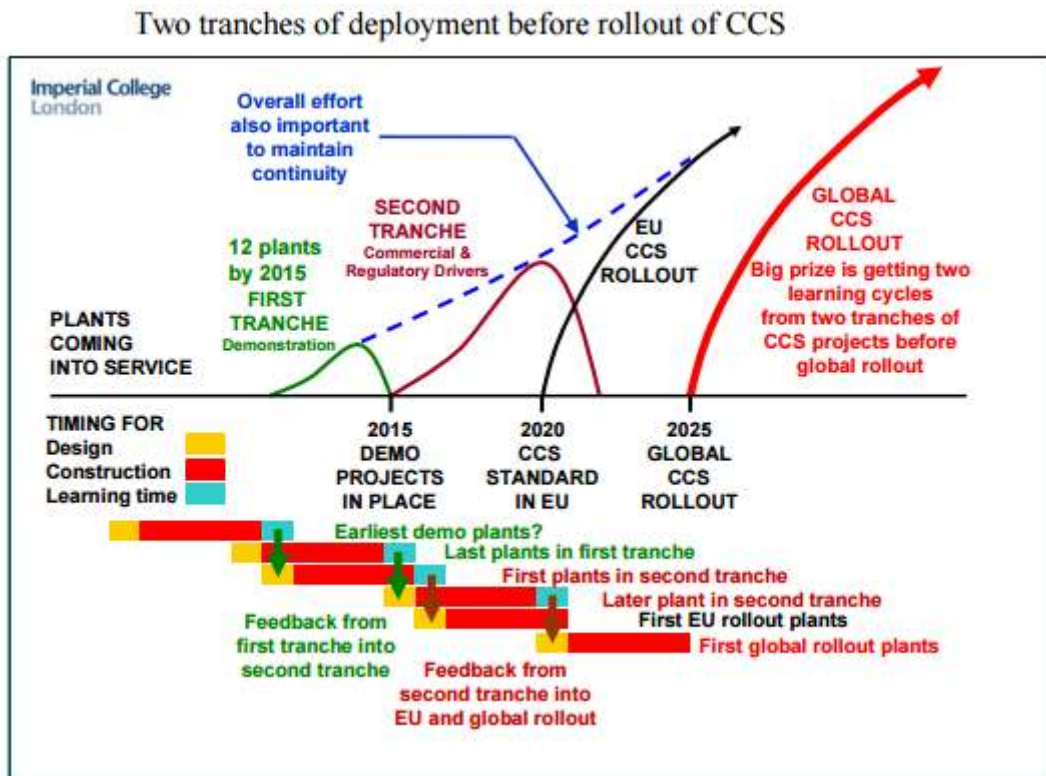 Two tranches of deployment before rollout of CCS
Imperial College
London
Overall effort
also important
to maintain
continuity
12 plants
by 2015
FIRST
TRANCHE
Demonstration
SECOND
TRANCHE
Commercial &
Regulatory Drivers
EU
CCS
ROLLOUT
GLOBAL
CCS
ROLLOUT
Big prize is getting two
learning cycles
from two tranches of
CCS projects before
global rollout
PLANTS
COMING
INTO SERVICE
TIMING FOR
Design
Construction
Learning time
2015
DEMO
PROJECTS
IN PLACE
2020
CCS
STANDARD
IN EU
2025
GLOBAL
CCS
ROLLOUT
Earliest demo plants?
Last plants in first tranche
First plants in second tranche
Later plant in second tranche
First EU rollout plants
First global rollout plants
Feedback from
first tranche into
second tranche
Feedback from
second tranche into
EU and global rollout